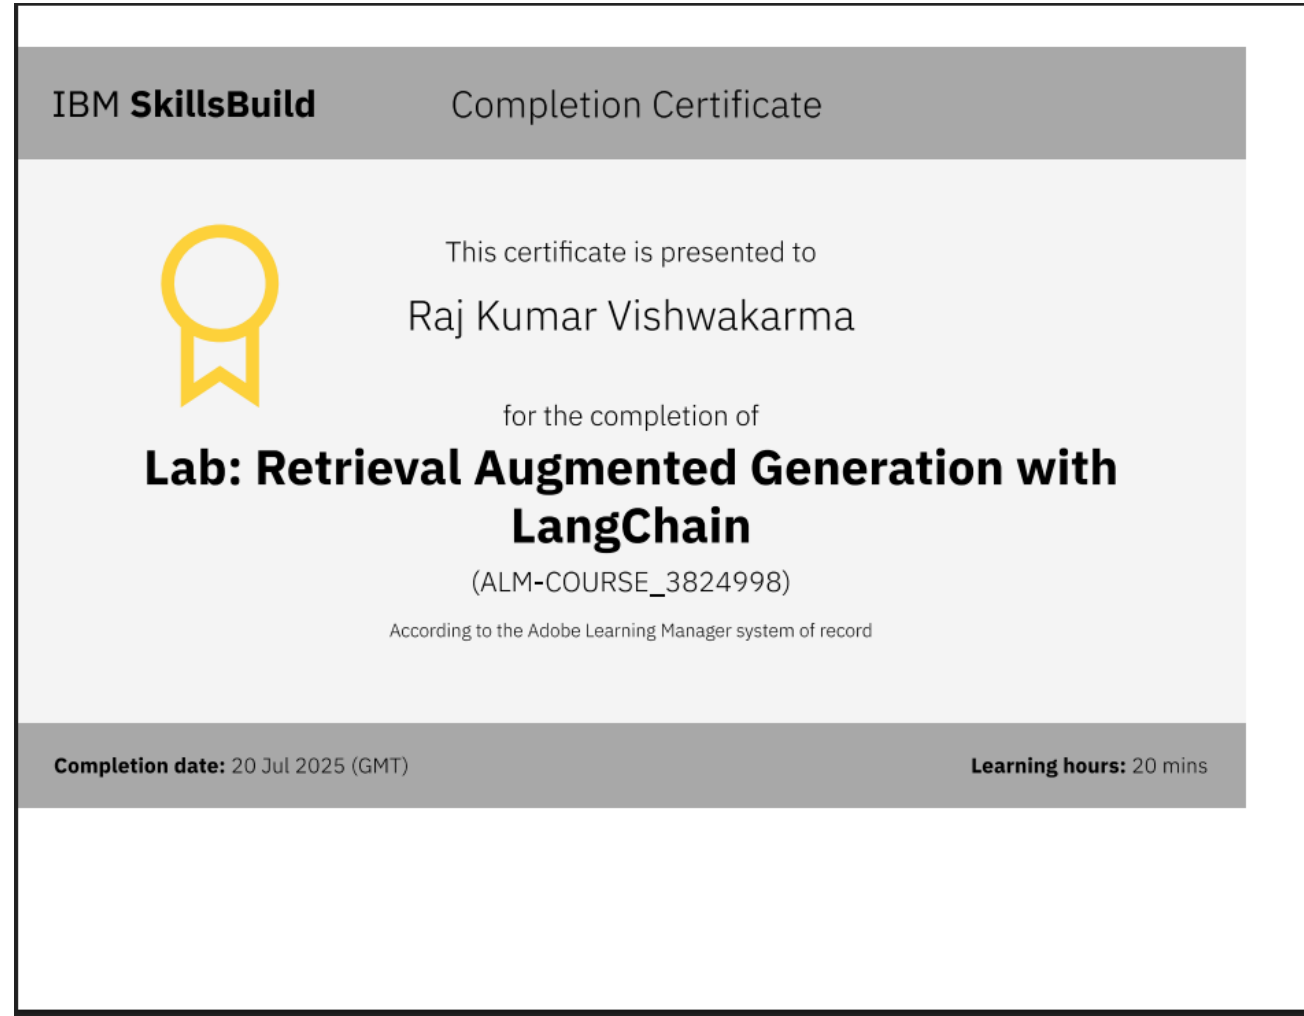 IBM SkillsBuild
Completion Certificate
This certificate is presented to
Raj Kumar Vishwakarma
for the completion of
Lab: Retrieval Augmented Generation with
LangChain
(ALM-COURSE_3824998)
According to the Adobe Learning Manager system of record
Completion date: 20 Jul 2025 (GMT)
Learning hours: 20 mins